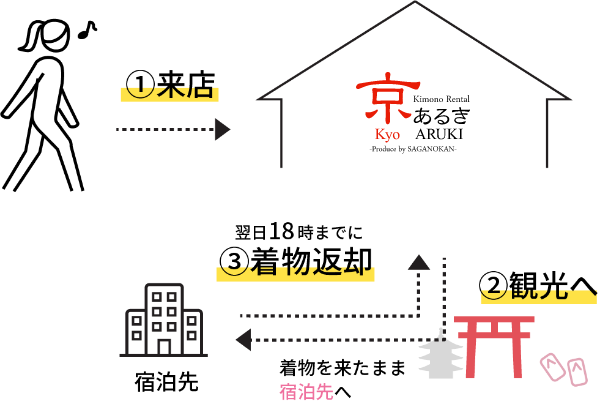 ①来店
京あるき
Kimono Rental
Kyo ARUKI
-Produce by SAGANOKAN-
翌日18時までに
③着物返却
②観光へ
宿泊先
着物を来たまま
宿泊先へ